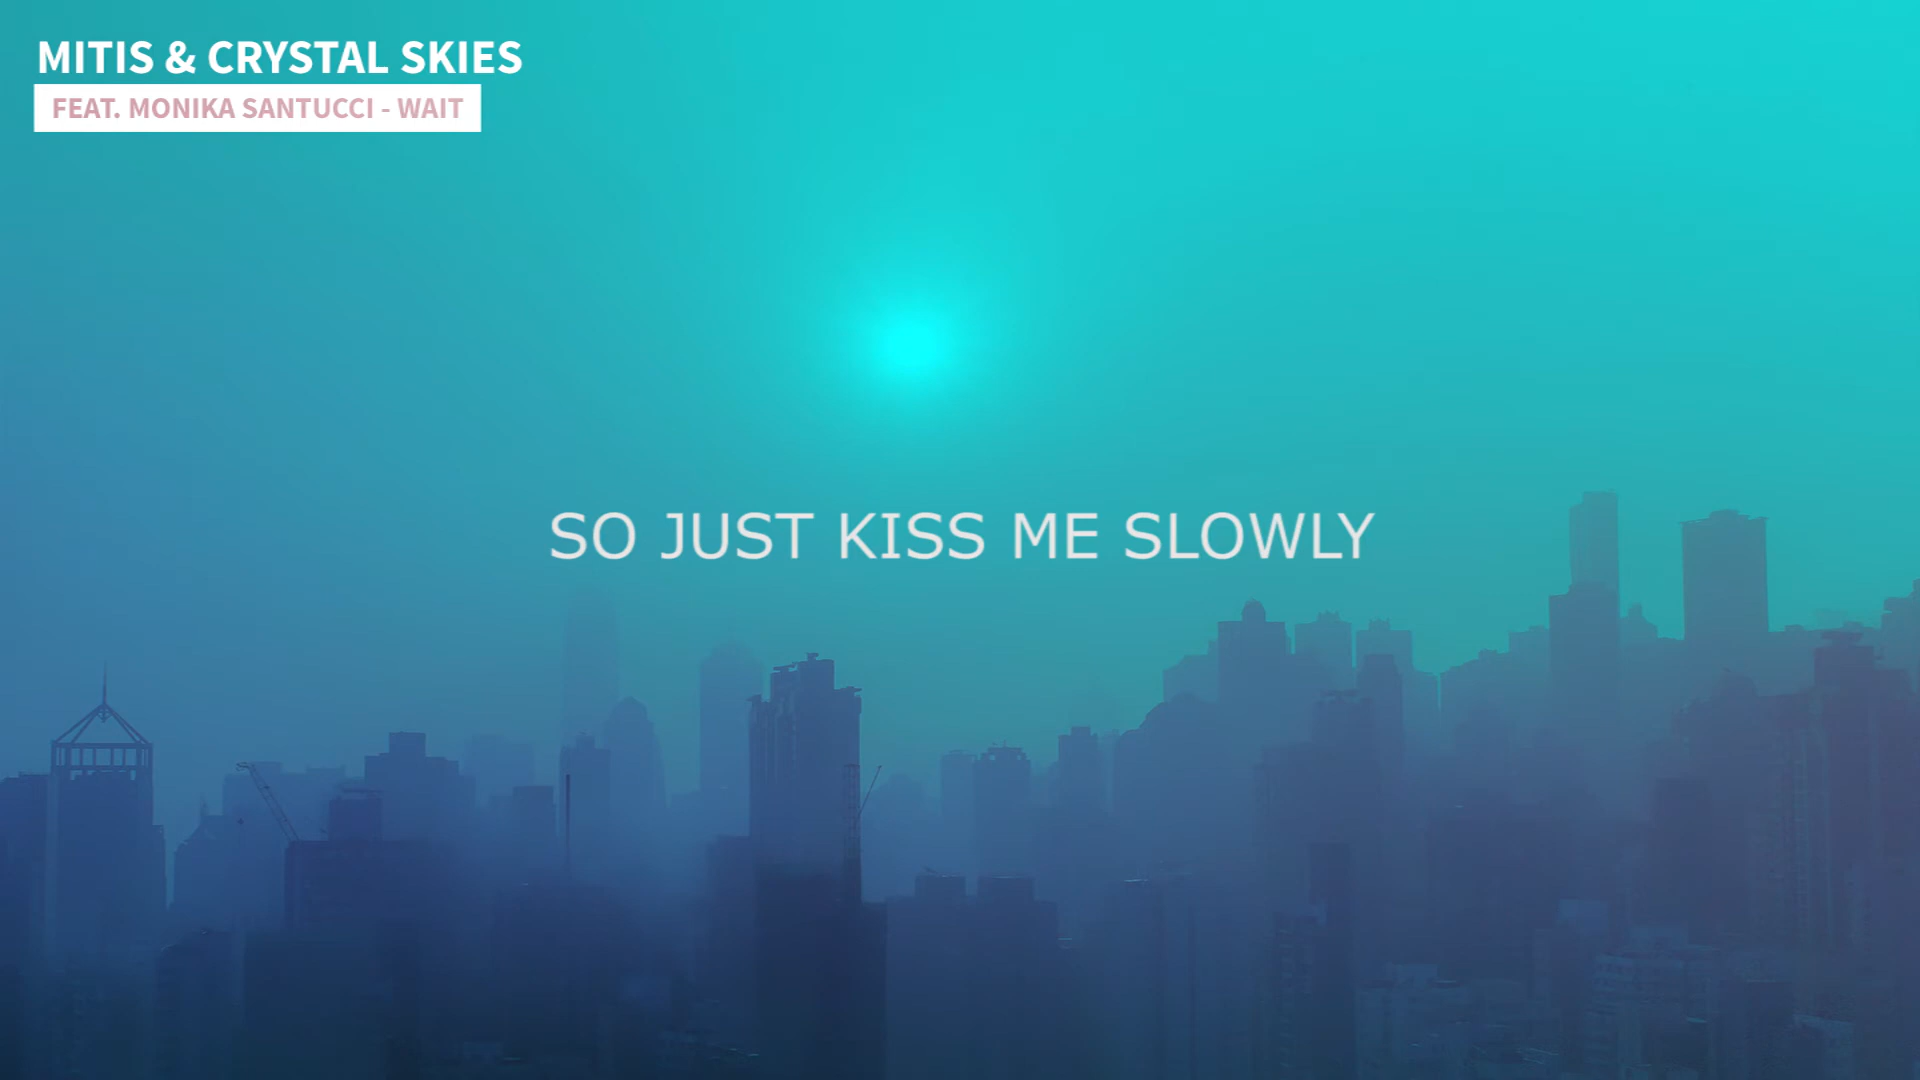 MITIS & CRYSTAL SKIES
FEAT. MONIKA SANTUCCI - WAIT
SO JUST KISS ME SLOWLY